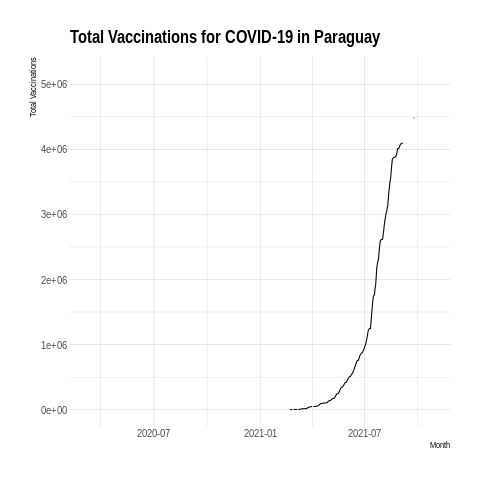 Total Vaccinations for COVID-19 in Paraguay
Total Vaccinations
5e+06
4e+06
3e+06
2e+06
1e+06
0e+00
2020-07 2021-01 2021-07
Month